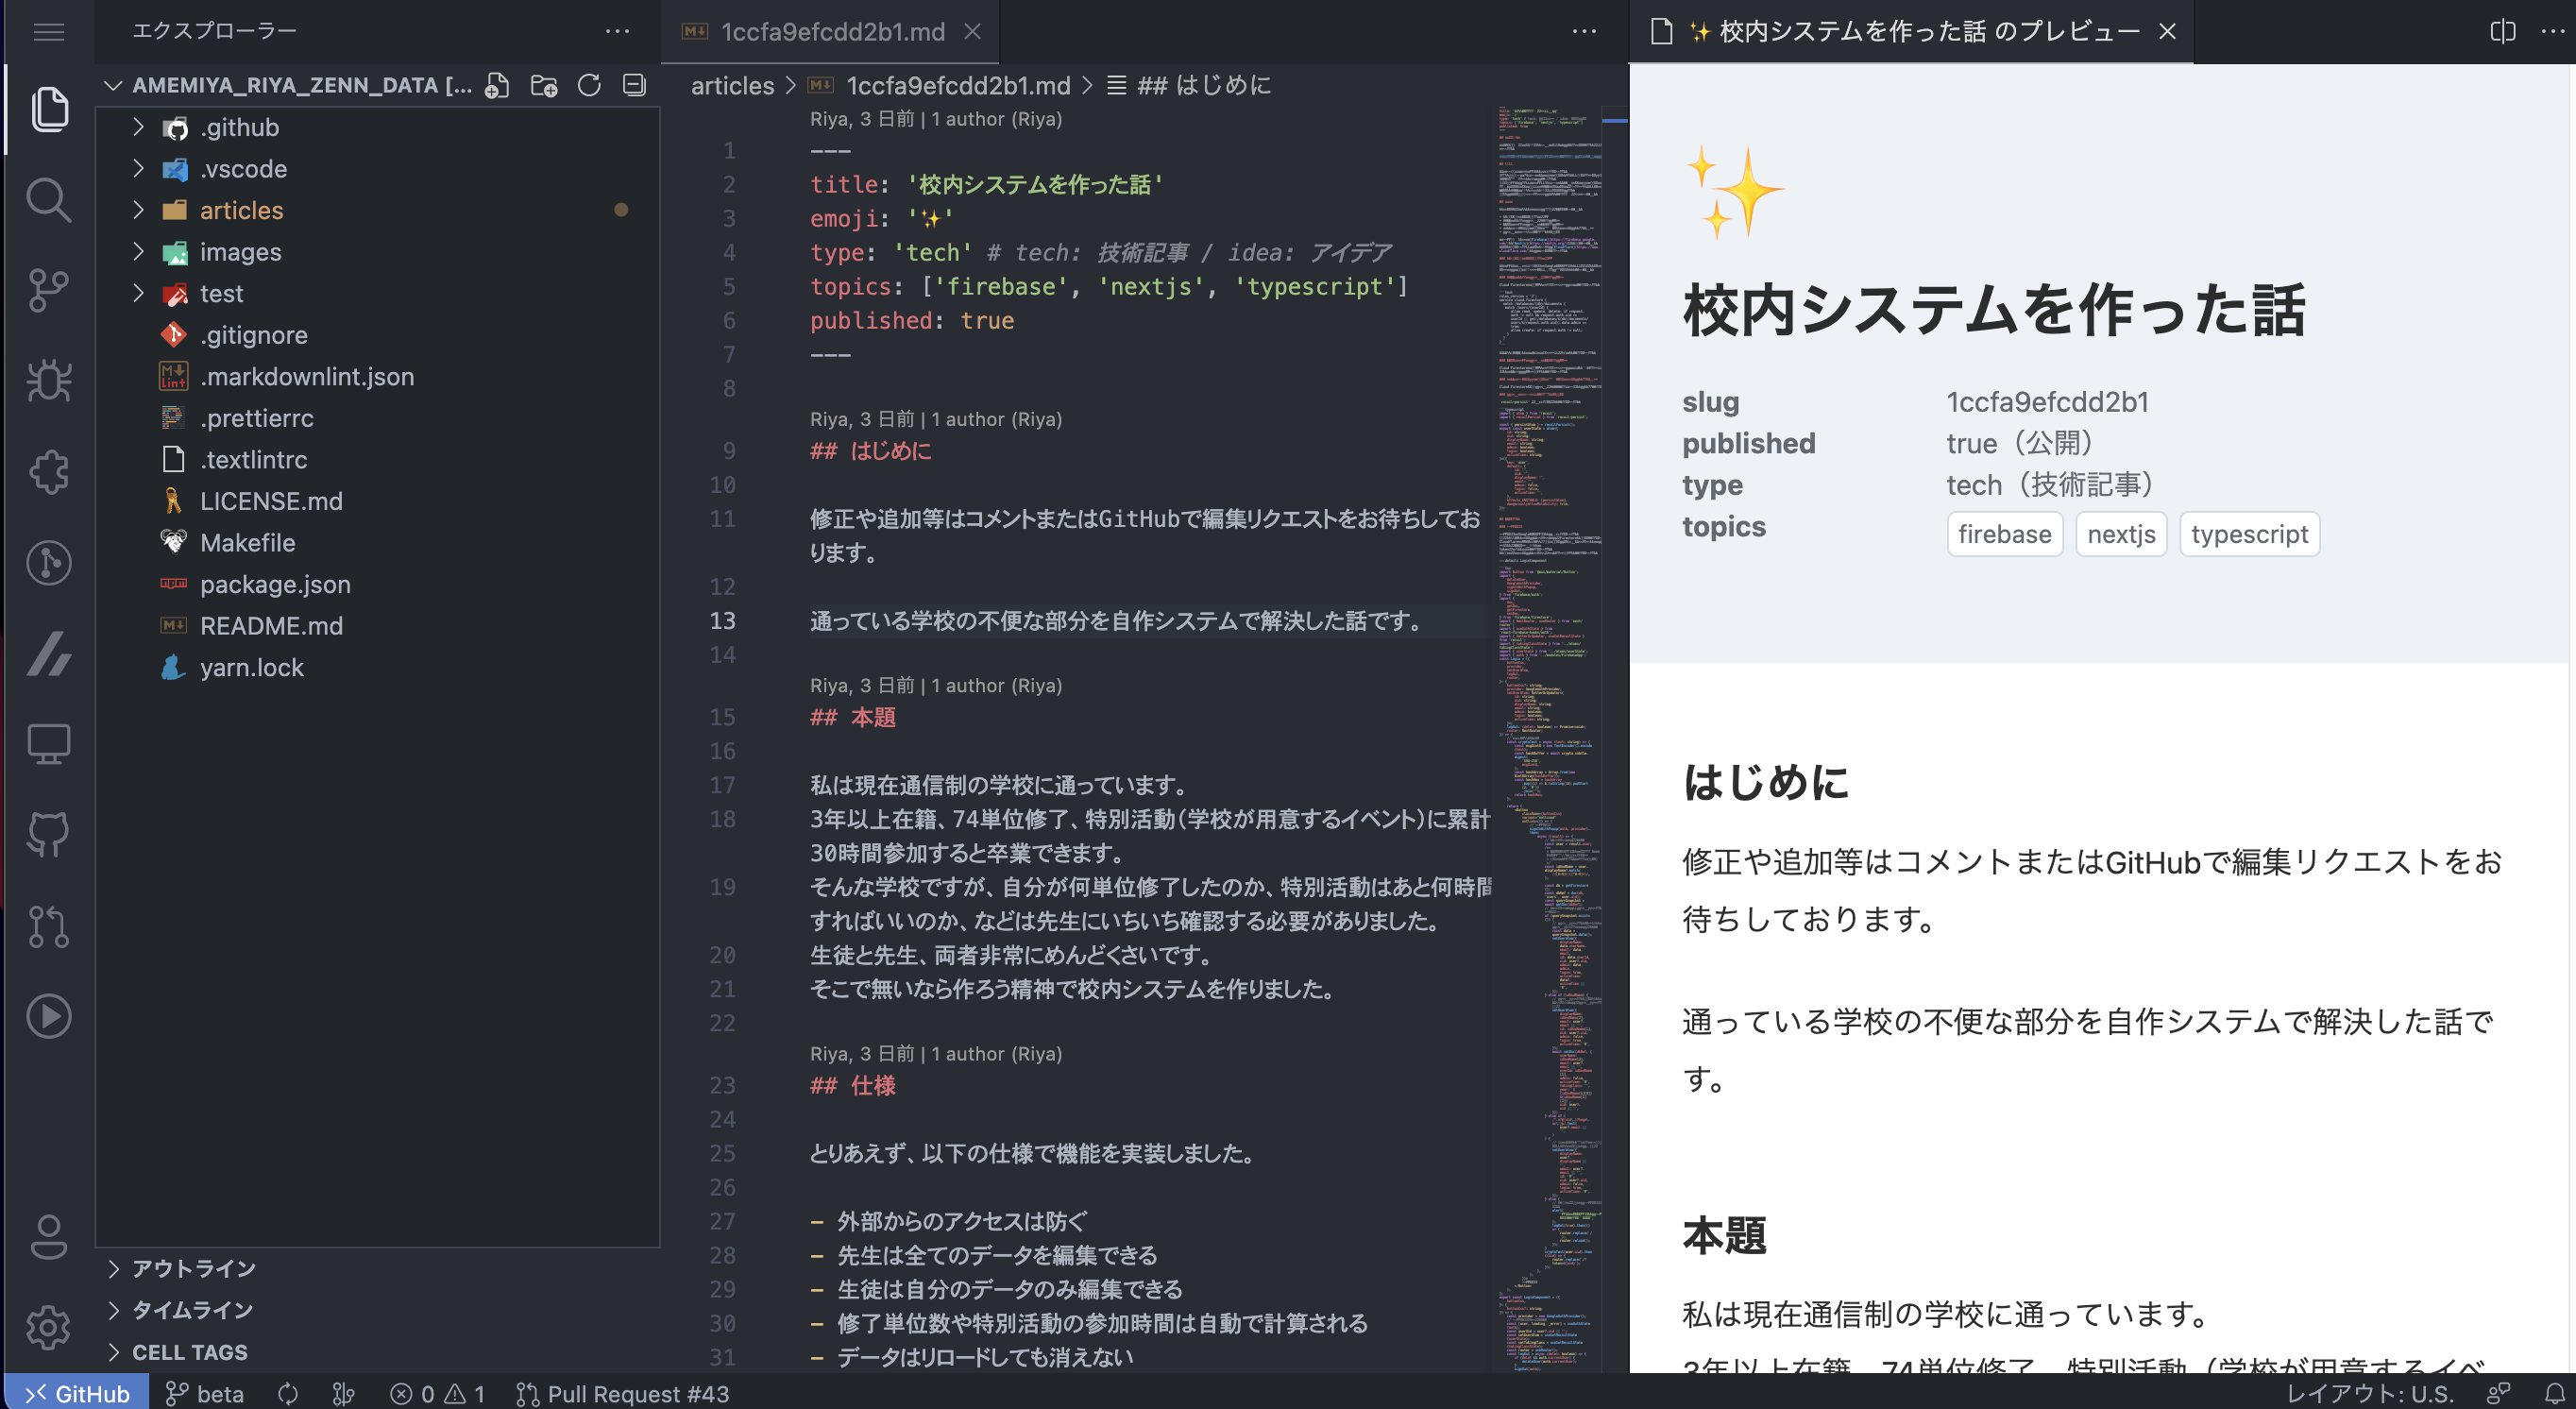 エクスプローラー
AMEMIYA_RIYA_ZENN_DATA [...
.github
.vscode
articles
images
test
.gitignore
.markdownlint.json
.prettierrc
.textlintrc
LICENSE.md
Makefile
package.json
README.md
yarn.lock
アウトライン
タイムライン
CELL TAGS
1ccfa9efcdd2b1.md
articles > 1ccfa9efcdd2b1.md > ## はじめに
Riya, 3 日前 | 1 author (Riya)
1 ---
2 title: '校内システムを作った話'
3 emoji: '✨'
4 type: 'tech' # tech: 技術記事 / idea: アイデア
5 topics: ['firebase', 'nextjs', 'typescript']
6 published: true
7 ---
8
Riya, 3 日前 | 1 author (Riya)
9 ## はじめに
10
11 修正や追加等はコメントまたはGitHubで編集リクエストをお待ちしてお
ります。
12
13 通っている学校の不便な部分を自作システムで解決した話です。
14
Riya, 3 日前 | 1 author (Riya)
15 ## 本題
16
17 私は現在通信制の学校に通っています。
18 3年以上在籍、74単位修了、特別活動（学校が用意するイベント）に累計
30時間参加すると卒業できます。
19 そんな学校ですが、自分が何単位修了したのか、特別活動はあと何時間
すればいいのか、などは先生にいちいち確認する必要がありました。
20 生徒と先生、両者非常にめんどくさいです。
21 そこで無いなら作ろう精神で校内システムを作りました。
22
Riya, 3 日前 | 1 author (Riya)
23 ## 仕様
24
25 とりあえず、以下の仕様で機能を実装しました。
26
27 - 外部からのアクセスは防ぐ
28 - 先生は全てのデータを編集できる
29 - 生徒は自分のデータのみ編集できる
30 - 修了単位数や特別活動の参加時間は自動で計算される
31 - データはリロードしても消えない
✨ 校内システムを作った話 のプレビュー
✨
校内システムを作った話
slug 1ccfa9efcdd2b1
published true（公開）
type tech（技術記事）
topics firebase nextjs typescript
はじめに
修正や追加等はコメントまたはGitHubで編集リクエストをお
待ちしております。
通っている学校の不便な部分を自作システムで解決した話で
す。
本題
私は現在通信制の学校に通っています。
3年以上在籍、74単位修了、特別活動（学校が用意するイベ
GitHub beta 0 1 Pull Request #43 レイアウト: U.S.